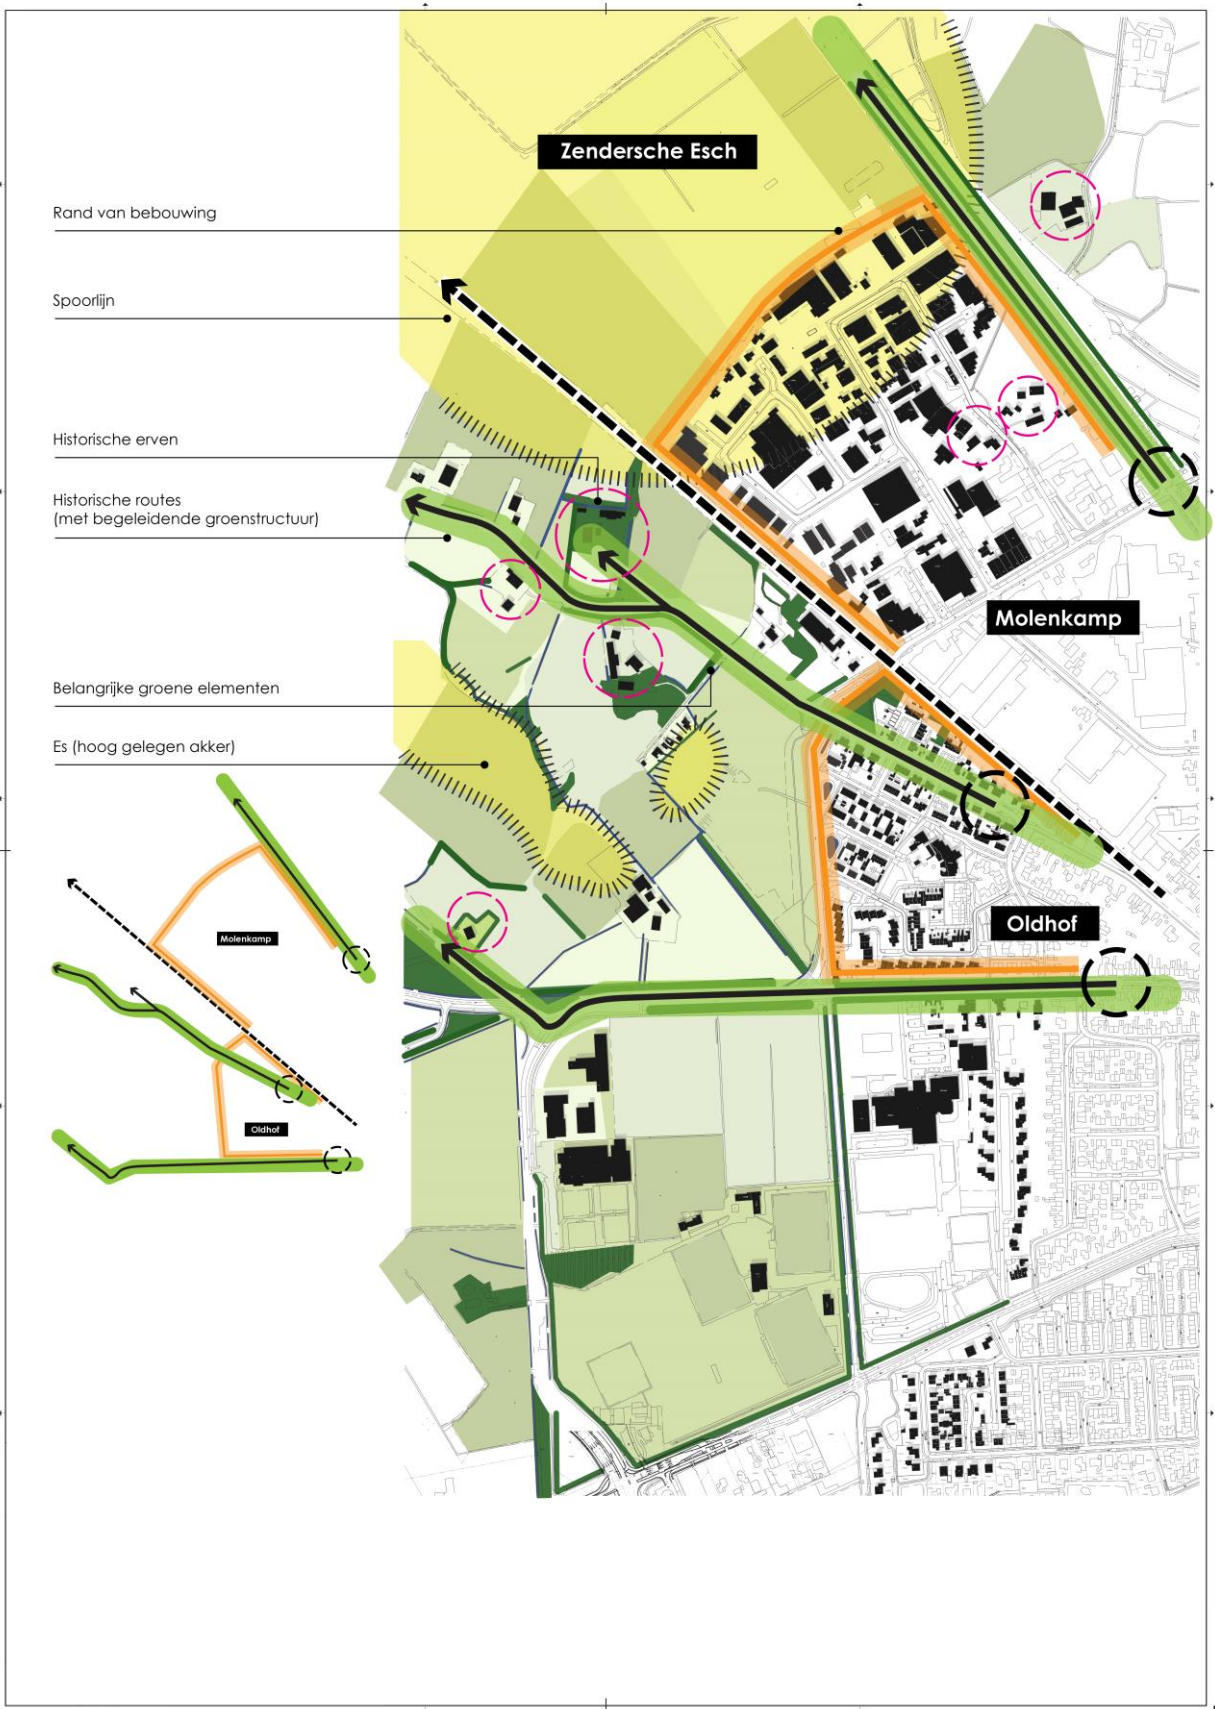 Zendersche Esch
Rand van bebouwing
Spoorlijn
Historische erven
Historische routes
(met begeleidende groenstructuur)
Molenkamp
Belangrijke groene elementen
Es (hoog gelegen akker)
Oldhof
Molenkamp
Oldhof